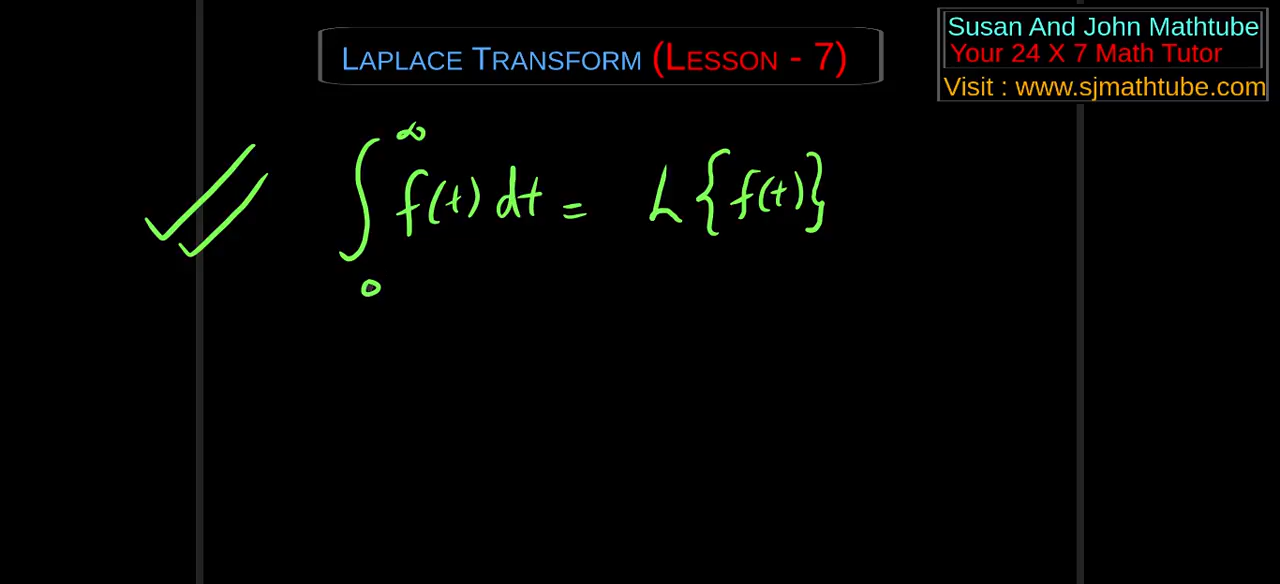 Susan And John Mathtube
Your 24 X 7 Math Tutor
Visit : www.sjmathtube.com
LAPLACE TRANSFORM (LESSON - 7)
∫₀^∞ f(t) dt = L{f(t)}